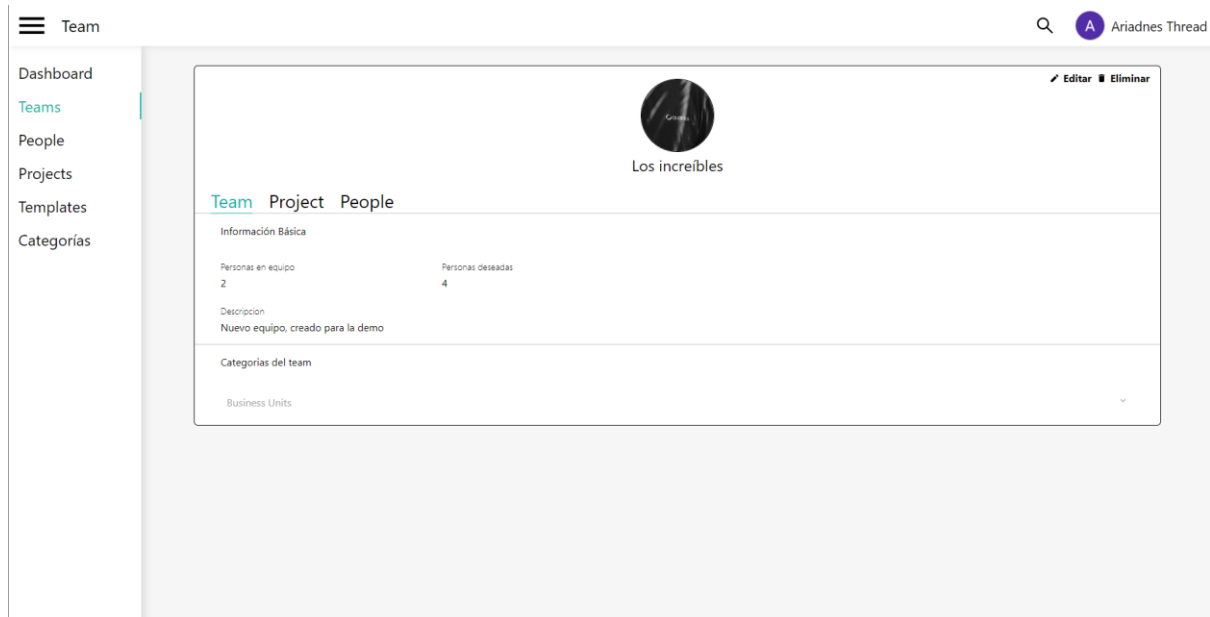 Team
A
Ariadnes Thread
Dashboard
Teams
People
Projects
Templates
Categorías
Editar Eliminar
Los increíbles
Team Project People
Información Básica
Personas en equipo Personas deseadas
2 4
Descripcion
Nuevo equipo, creado para la demo
Categorias del team
Business Units